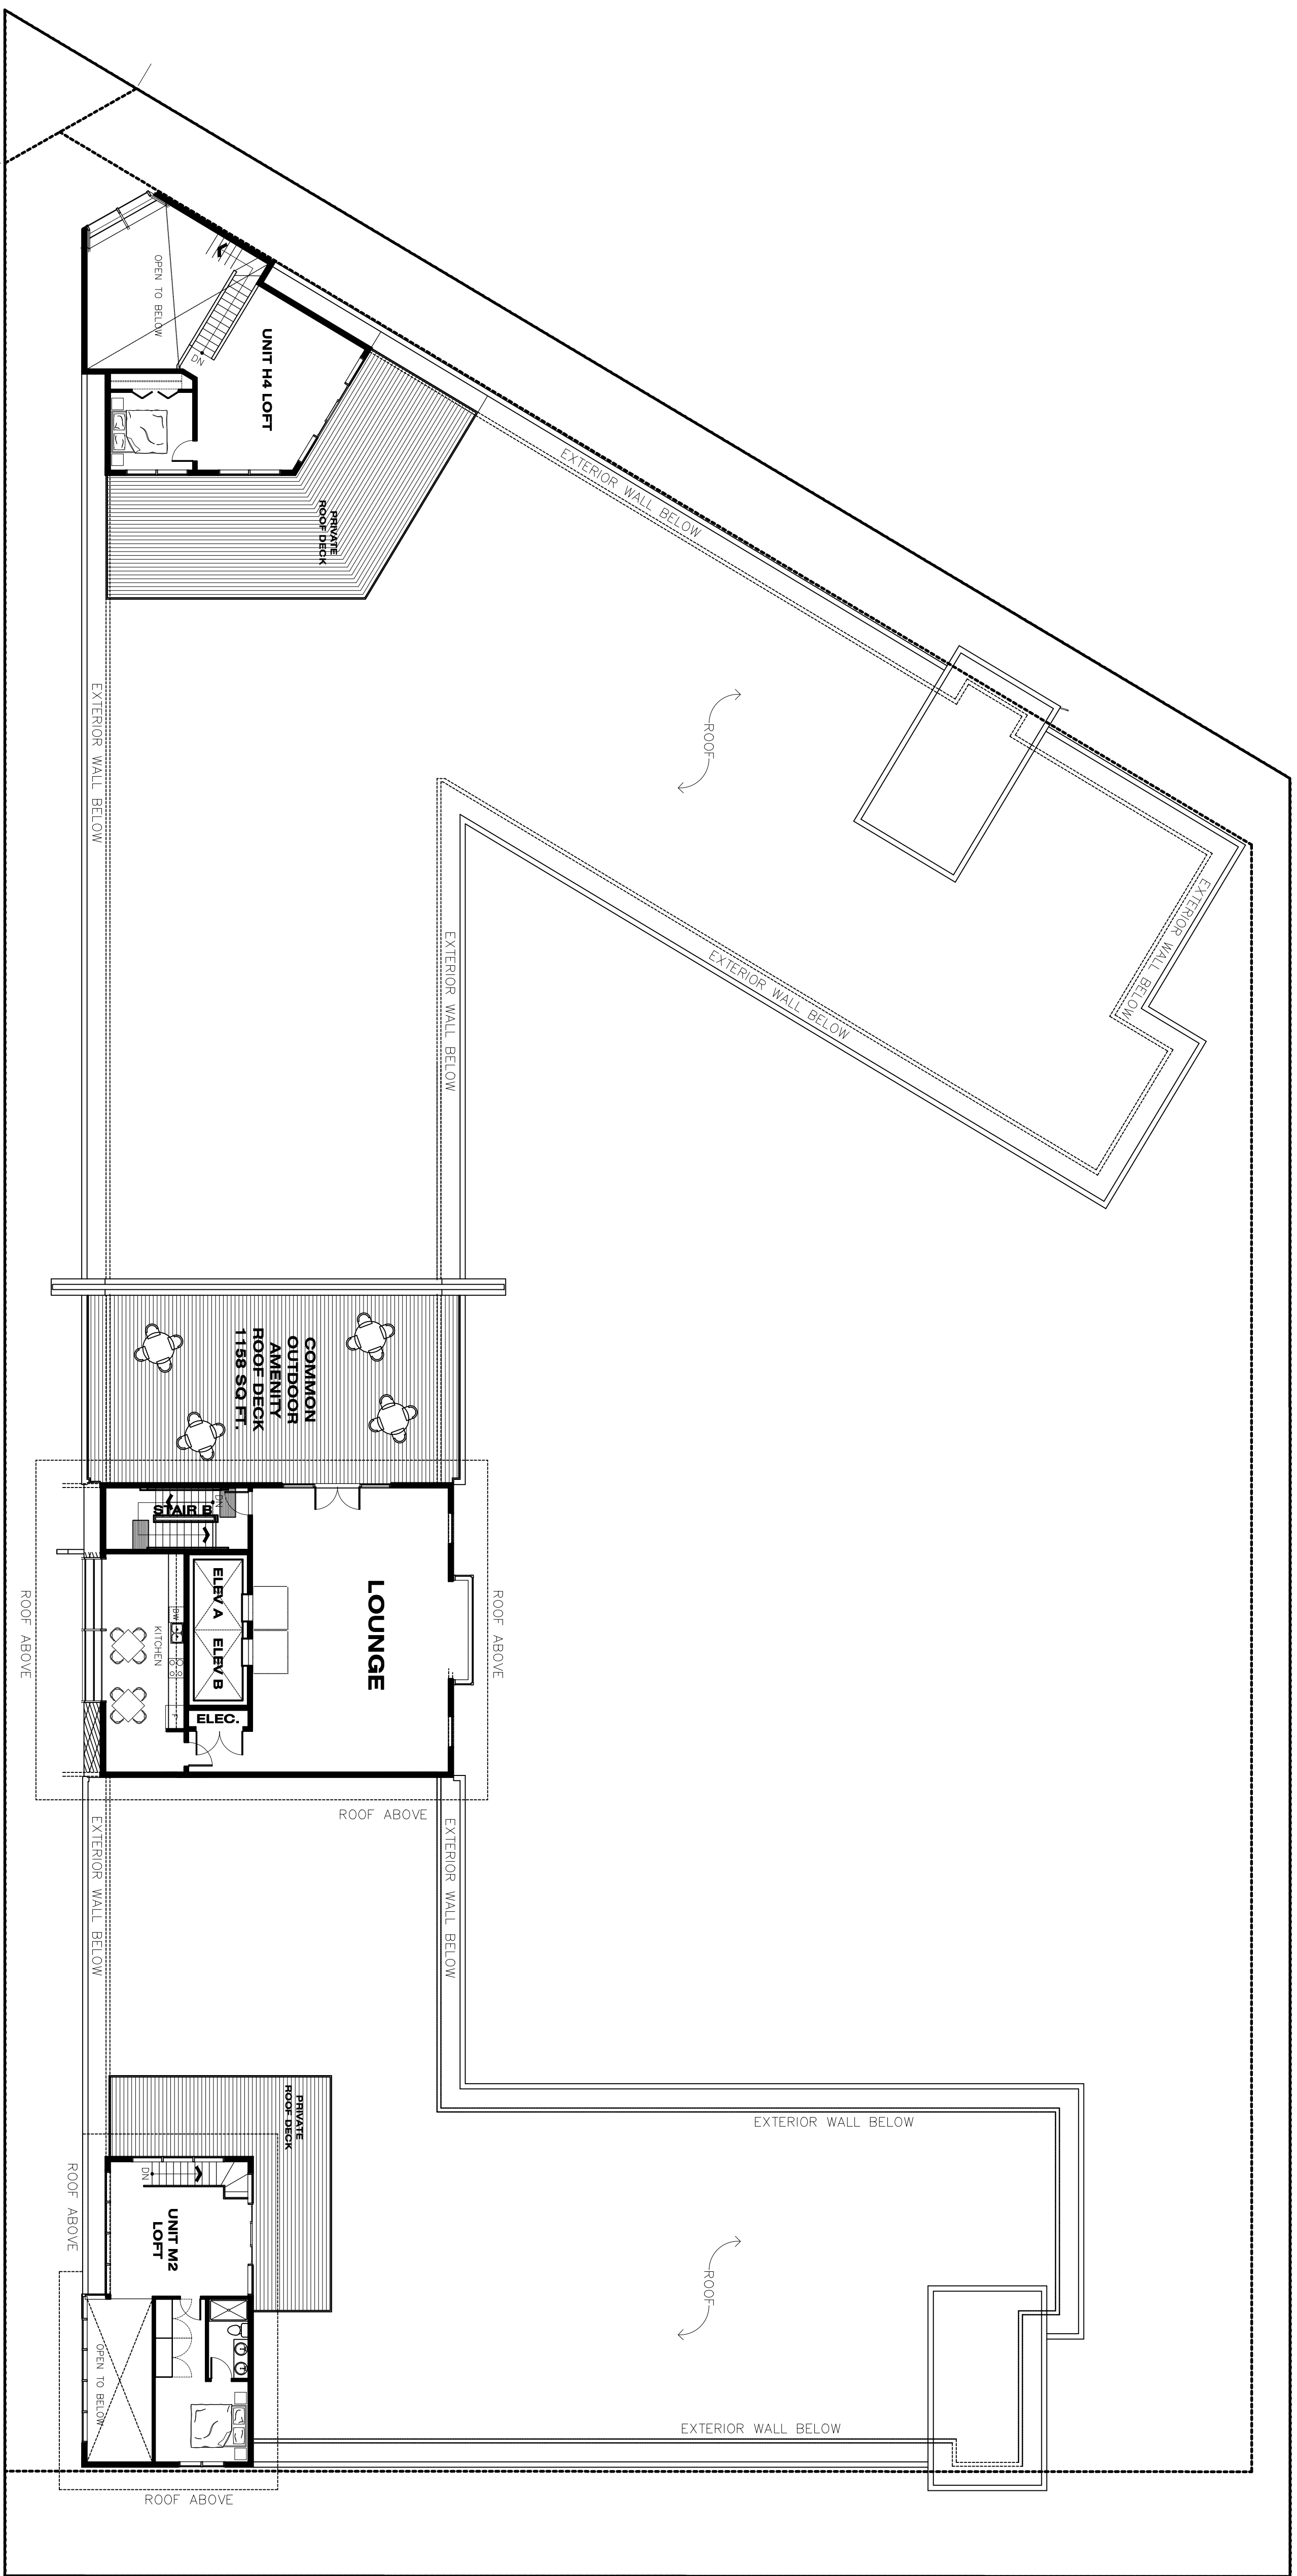 OPEN TO BELOW
DN
UNIT H4 LOFT
PRIVATE
ROOF DECK
EXTERIOR WALL BELOW
EXTERIOR WALL BELOW
ROOF
EXTERIOR WALL BELOW
EXTERIOR WALL BELOW
EXTERIOR WALL BELOW
COMMON
OUTDOOR
AMENITY
ROOF DECK
1158 SQ.FT.
DN
STAIR B
ELEV A
ELEV B
LOUNGE
DW
KITCHEN
F
ELEC.
ROOF ABOVE
ROOF ABOVE
ROOF ABOVE
EXTERIOR WALL BELOW
EXTERIOR WALL BELOW
PRIVATE
ROOF DECK
EXTERIOR WALL BELOW
DN
ROOF ABOVE
UNIT M2
LOFT
ROOF
OPEN TO BELOW
EXTERIOR WALL BELOW
ROOF ABOVE